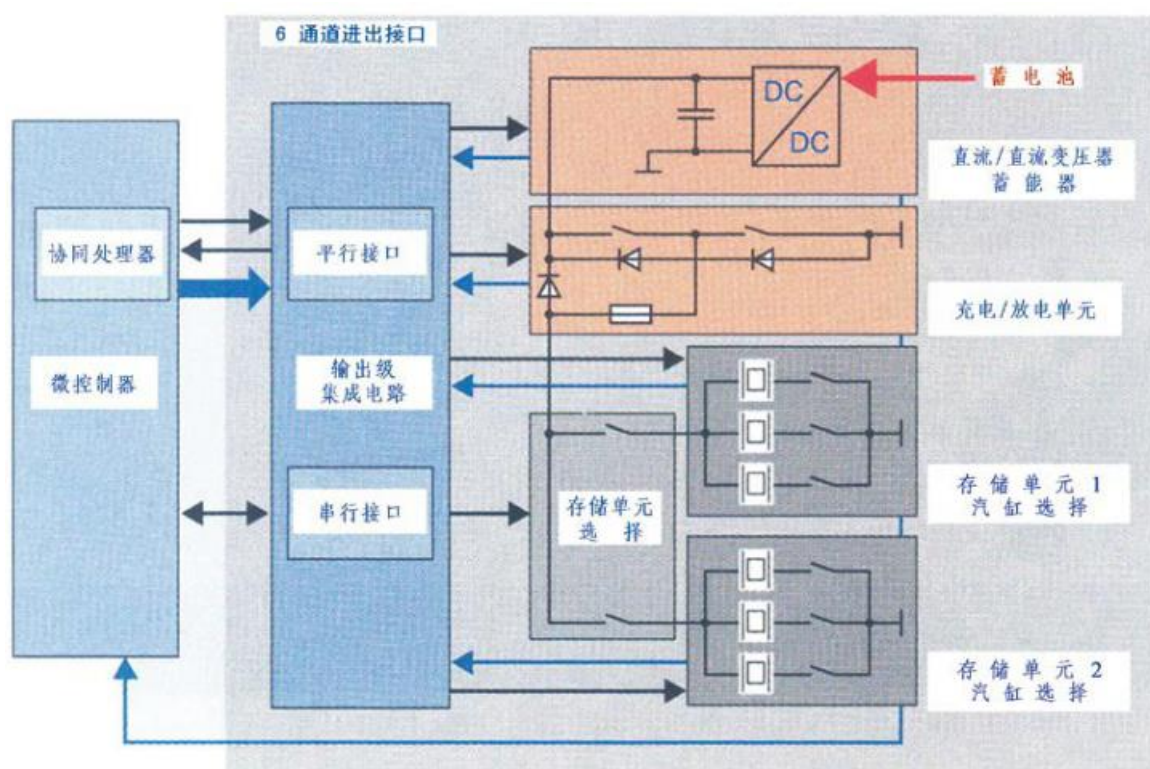 6 通道进出接口
蓄电池
DC
DC
直流/直流变压器
蓄能器
协同处理器
平行接口
充电/放电单元
微控制器
输出级
集成电路
串行接口
存储单元
选择
存储单元 1
汽缸选择
存储单元 2
汽缸选择